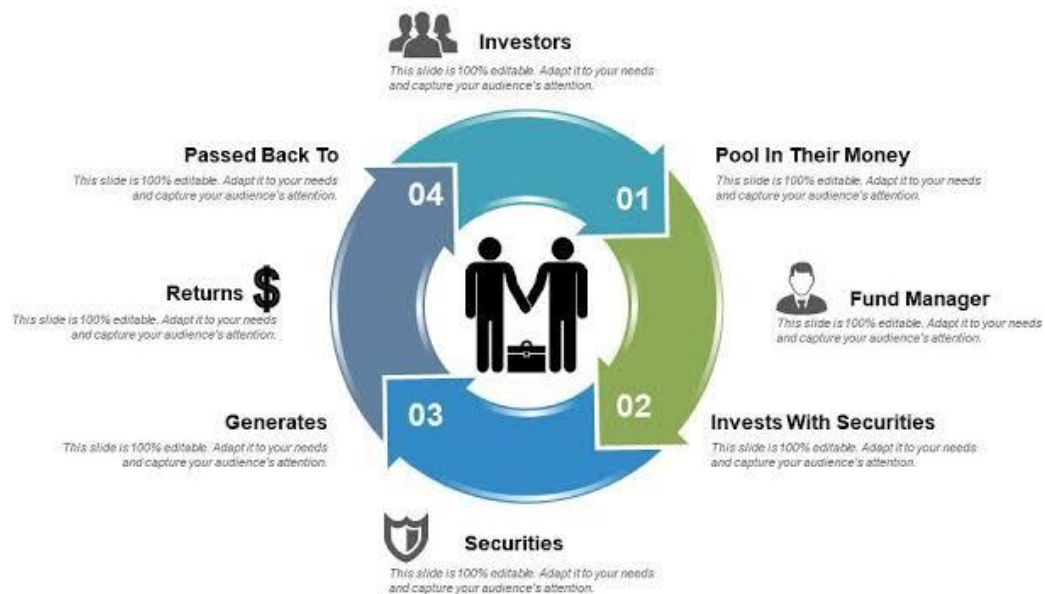 Investors
This slide is 100% editable. Adapt it to your needs
and capture your audience's attention.
Passed Back To
This slide is 100% editable. Adapt it to your needs
and capture your audience's attention.
Pool In Their Money
This slide is 100% editable. Adapt it to your needs
and capture your audience's attention.
04
01
Returns $
This slide is 100% editable. Adapt it to your needs
and capture your audience's attention.
Fund Manager
This slide is 100% editable. Adapt it to your needs
and capture your audience's attention.
03
02
Generates
This slide is 100% editable. Adapt it to your needs
and capture your audience's attention.
Invests With Securities
This slide is 100% editable. Adapt it to your needs
and capture your audience's attention.
Securities
This slide is 100% editable. Adapt it to your needs
and capture your audience's attention.